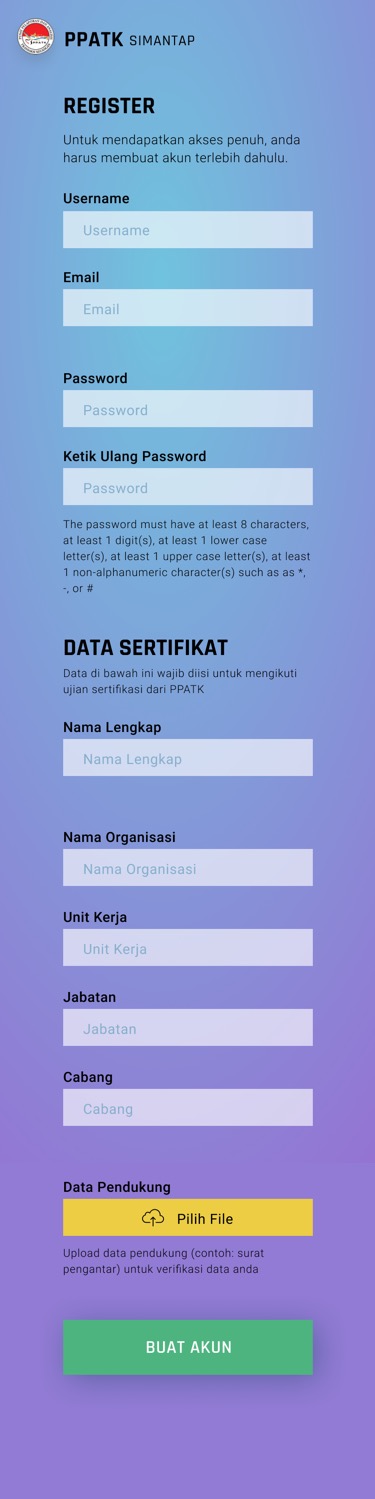 PPATK SIMANTAP
REGISTER
Untuk mendapatkan akses penuh, anda
harus membuat akun terlebih dahulu.
Username
Username
Email
Email
Password
Password
Ketik Ulang Password
Password
The password must have at least 8 characters,
at least 1 digit(s), at least 1 lower case
letter(s), at least 1 upper case letter(s), at least
1 non-alphanumeric character(s) such as as *,
-, or #
DATA SERTIFIKAT
Data di bawah ini wajib diisi untuk mengikuti
ujian sertifikasi dari PPATK
Nama Lengkap
Nama Lengkap
Nama Organisasi
Nama Organisasi
Unit Kerja
Unit Kerja
Jabatan
Jabatan
Cabang
Cabang
Data Pendukung
Pilih File
Upload data pendukung (contoh: surat
pengantar) untuk verifikasi data anda
BUAT AKUN